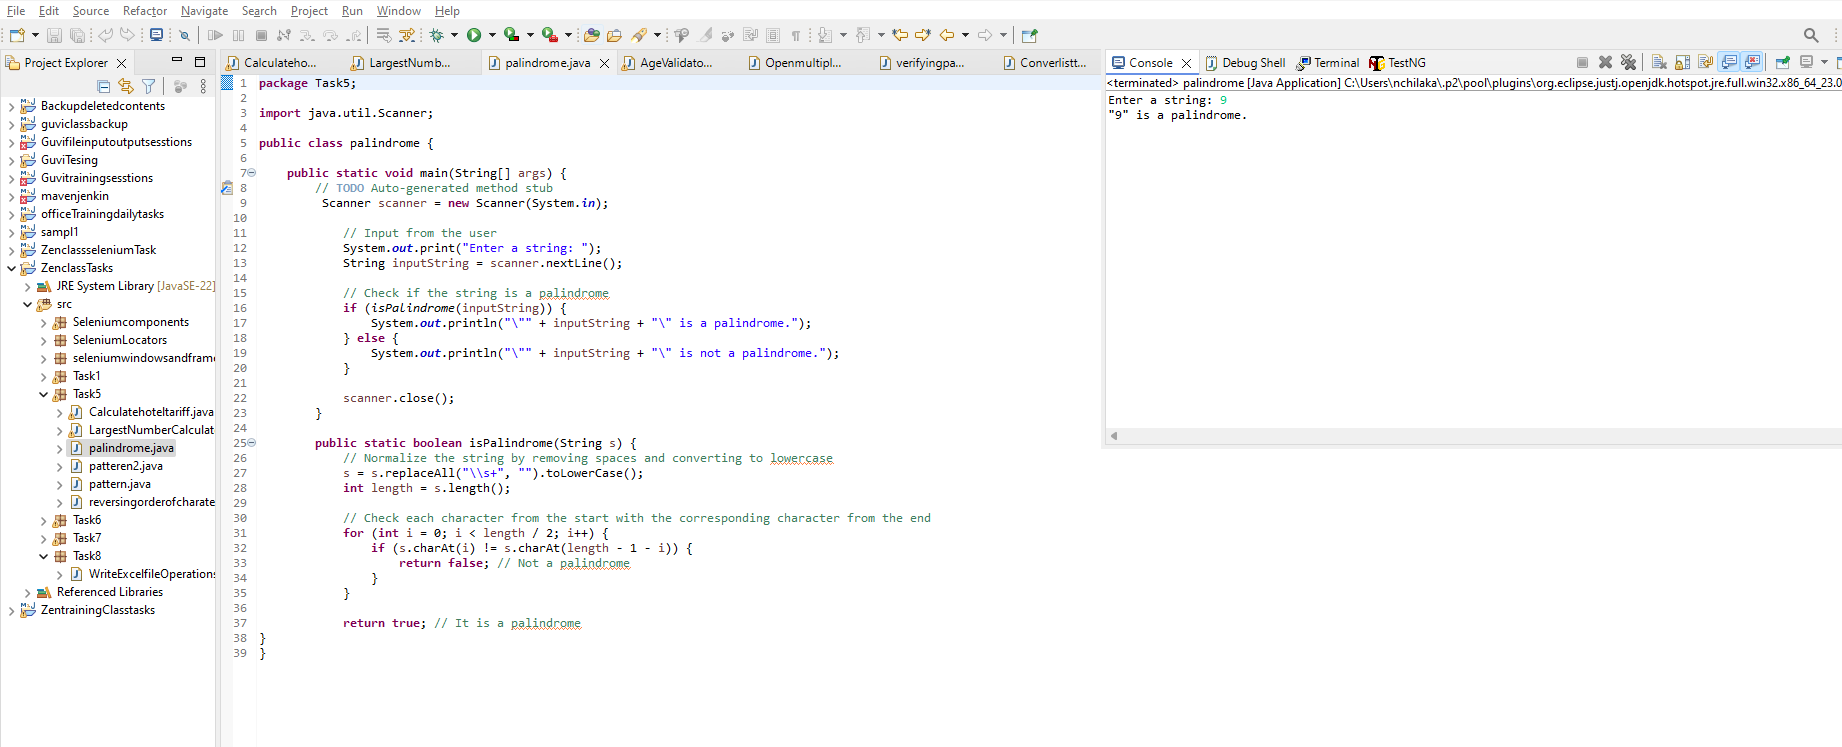 File Edit Source Refactor Navigate Search Project Run Window Help
Project Explorer
Backupdeletedcontents
guviclassbackup
Guvifileinputoutputsesstions
GuviTesing
Guvitrainingsesstions
mavenjenkin
officeTrainingdailytasks
sampl1
ZenclassseleniumTask
ZenclassTasks
JRE System Library [JavaSE-22]
src
Seleniumcomponents
SeleniumLocators
seleniumwindowsandframe
Task1
Task5
Calculatehoteltariff.java
LargestNumberCalculat
palindrome.java
patteren2.java
pattern.java
reversingorderofcharate
Task6
Task7
Task8
WriteExcelfileOperations
Referenced Libraries
ZentrainingClasstasks
Calculateho... LargestNumb... palindrome.java AgeValidato... Openmultipl... verifyingpa... Converlistt...
1 package Task5;
2
3 import java.util.Scanner;
4
5 public class palindrome {
6
7 public static void main(String[] args) {
8 // TODO Auto-generated method stub
9 Scanner scanner = new Scanner(System.in);
10
11 // Input from the user
12 System.out.print("Enter a string: ");
13 String inputString = scanner.nextLine();
14
15 // Check if the string is a palindrome
16 if (isPalindrome(inputString)) {
17 System.out.println("\"" + inputString + "\" is a palindrome.");
18 } else {
19 System.out.println("\"" + inputString + "\" is not a palindrome.");
20 }
21
22 scanner.close();
23 }
24
25 public static boolean isPalindrome(String s) {
26 // Normalize the string by removing spaces and converting to lowercase
27 s = s.replaceAll("\\s+", "").toLowerCase();
28 int length = s.length();
29
30 // Check each character from the start with the corresponding character from the end
31 for (int i = 0; i < length / 2; i++) {
32 if (s.charAt(i) != s.charAt(length - 1 - i)) {
33 return false; // Not a palindrome
34 }
35 }
36
37 return true; // It is a palindrome
38 }
39 }
Console Debug Shell Terminal TestNG
<terminated> palindrome [Java Application] C:\Users\nchilaka\.p2\pool\plugins\org.eclipse.justj.openjdk.hotspot.jre.full.win32.x86_64_23.0
Enter a string: 9
"9" is a palindrome.